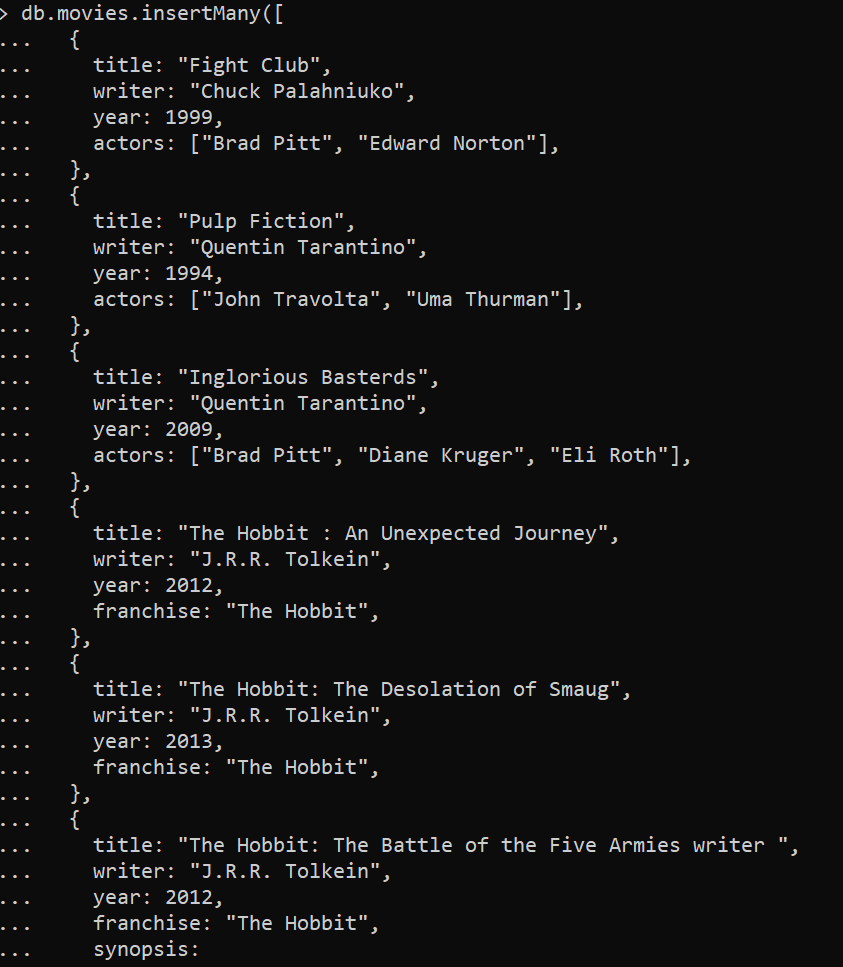 > db.movies.insertMany([
...   {
...     title: "Fight Club",
...     writer: "Chuck Palahniuko",
...     year: 1999,
...     actors: ["Brad Pitt", "Edward Norton"],
...   },
...   {
...     title: "Pulp Fiction",
...     writer: "Quentin Tarantino",
...     year: 1994,
...     actors: ["John Travolta", "Uma Thurman"],
...   },
...   {
...     title: "Inglorious Basterds",
...     writer: "Quentin Tarantino",
...     year: 2009,
...     actors: ["Brad Pitt", "Diane Kruger", "Eli Roth"],
...   },
...   {
...     title: "The Hobbit : An Unexpected Journey",
...     writer: "J.R.R. Tolkein",
...     year: 2012,
...     franchise: "The Hobbit",
...   },
...   {
...     title: "The Hobbit: The Desolation of Smaug",
...     writer: "J.R.R. Tolkein",
...     year: 2013,
...     franchise: "The Hobbit",
...   },
...   {
...     title: "The Hobbit: The Battle of the Five Armies writer ",
...     writer: "J.R.R. Tolkein",
...     year: 2012,
...     franchise: "The Hobbit",
...     synopsis: